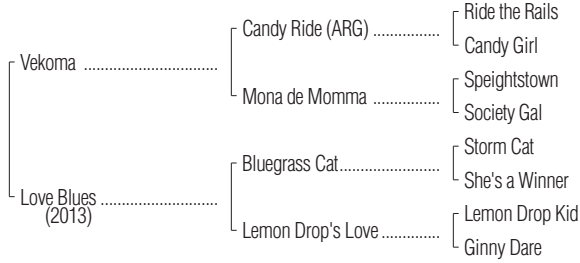 Ride the Rails
Candy Ride (ARG) ................
Candy Girl
Vekoma ................................
Speightstown
Mona de Momma ................
Society Gal
Storm Cat
Bluegrass Cat.......................
She's a Winner
Love Blues ............................
(2013)
Lemon Drop Kid
Lemon Drop's Love ..............
Ginny Dare